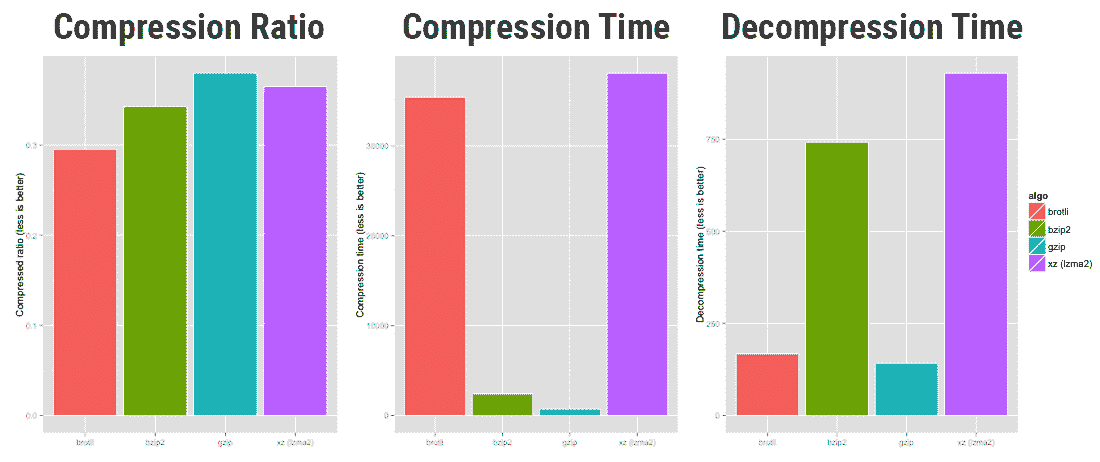 Compression Ratio
Compression Time
Decompression Time
Compressed ratio (less is better)
0.3
0.2
0.1
0.0
brotli
bzip2
gzip
xz (lzma2)
Compression time (less is better)
30000
20000
10000
0
brotli
bzip2
gzip
xz (lzma2)
Decompression time (less is better)
750
500
250
0
brotli
bzip2
gzip
xz (lzma2)
algo
brotli
bzip2
gzip
xz (lzma2)